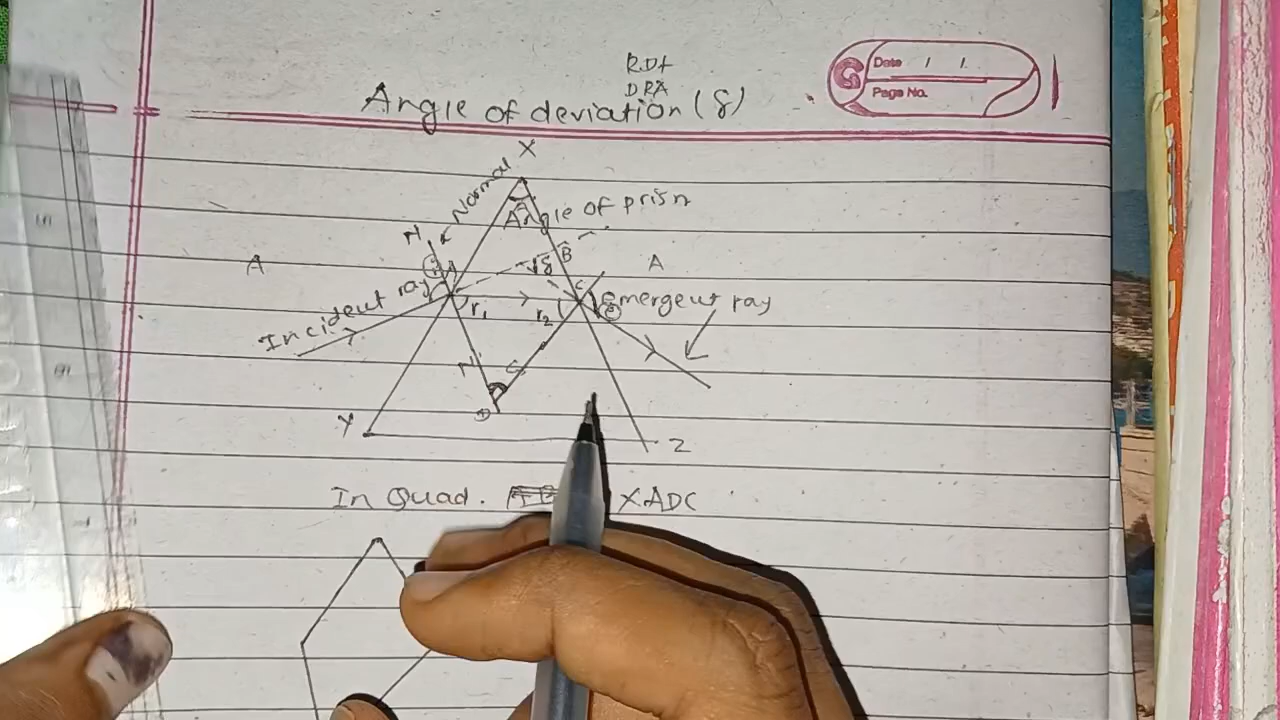 RDt
DRA
Date / /.
Page No.
Angle of deviation (δ)
X
Normal
Angle of prism
N
A
B
A
δ
i
A
C
Incident ray
r1
r2
e
Emergent ray
N
D
Y
Z
In Quad. XADC